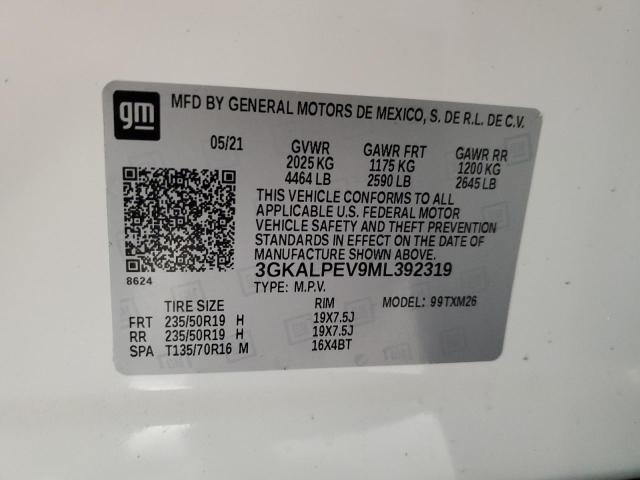 gm MFD BY GENERAL MOTORS DE MEXICO, S. DE R.L. DE C.V.
05/21 GVWR GAWR FRT GAWR RR
2025 KG 1175 KG 1200 KG
4464 LB 2590 LB 2645 LB
THIS VEHICLE CONFORMS TO ALL
APPLICABLE U.S. FEDERAL MOTOR
VEHICLE SAFETY AND THEFT PREVENTION
STANDARDS IN EFFECT ON THE DATE OF
MANUFACTURE SHOWN ABOVE.
3GKALPEV9ML392319
8624
TYPE: M.P.V. MODEL: 99TXM26
TIRE SIZE RIM
FRT 235/50R19 H 19X7.5J
RR 235/50R19 H 19X7.5J
SPA T135/70R16 M 16X4BT